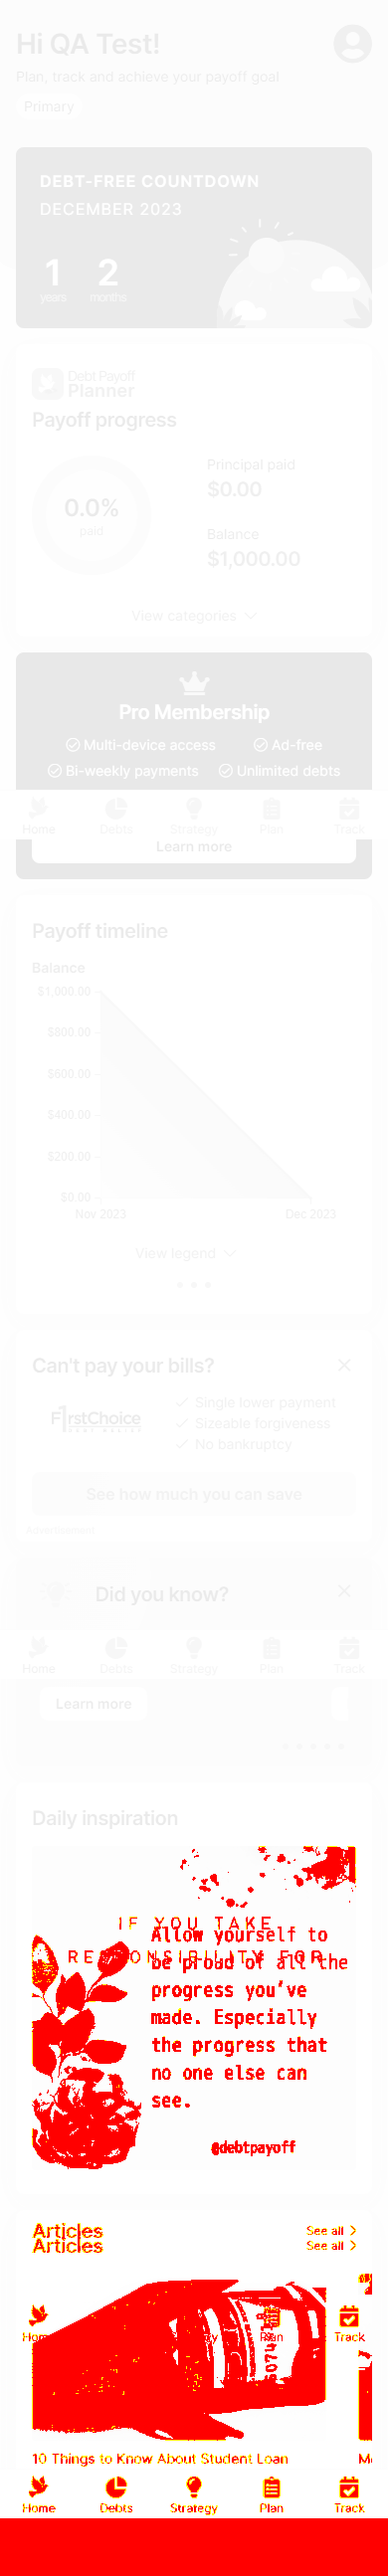 Hi QA Test!
Plan, track and achieve your payoff goal
Primary
DEBT-FREE COUNTDOWN
DECEMBER 2023
1 2
years months
Debt Payoff
Planner
Payoff progress
0.0%
paid
Principal paid
$0.00
Balance
$1,000.00
View categories
Pro Membership
Multi-device access Ad-free
Bi-weekly payments Unlimited debts
Home Debts Strategy Plan Track
Learn more
Payoff timeline
Balance
$1,000.00
$800.00
$600.00
$400.00
$200.00
$0.00
Nov 2023 Dec 2023
View legend
Can't pay your bills?
F1rstChoice
DEBT RELIEF
Single lower payment
Sizeable forgiveness
No bankruptcy
See how much you can save
Advertisement
Did you know?
Home Debts Strategy Plan Track
Learn more
Daily inspiration
IF YOU TAKE
Allow yourself to
RESPONSIBILITY FOR
be proud of all the
progress you've
made. Especially
the progress that
no one else can
see.
@debtpayoff
Articles See all
Articles See all
Plan Track
10 Things to Know About Student Loan
Home Debts Strategy Plan Track